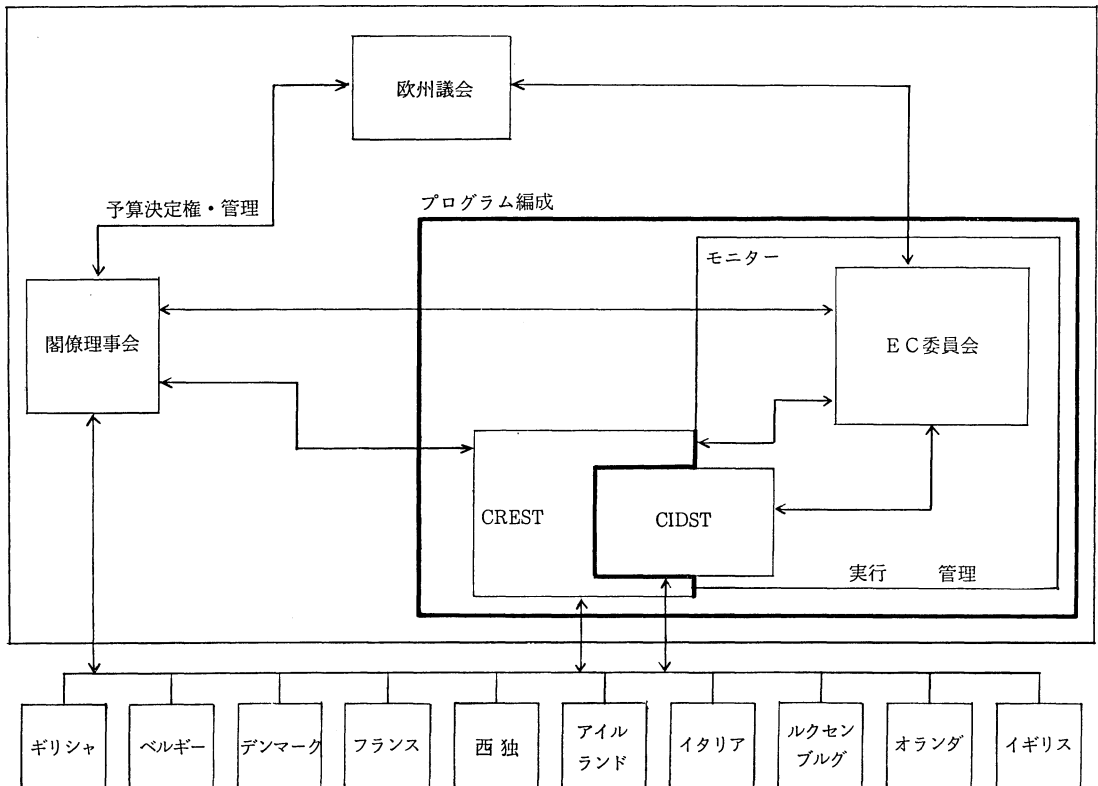 欧州議会
予算決定権・管理
プログラム編成
モニター
閣僚理事会
EC委員会
CREST
CIDST
実行 管理
ギリシャ
ベルギー
デンマーク
フランス
西独
アイル
ランド
イタリア
ルクセン
ブルグ
オランダ
イギリス